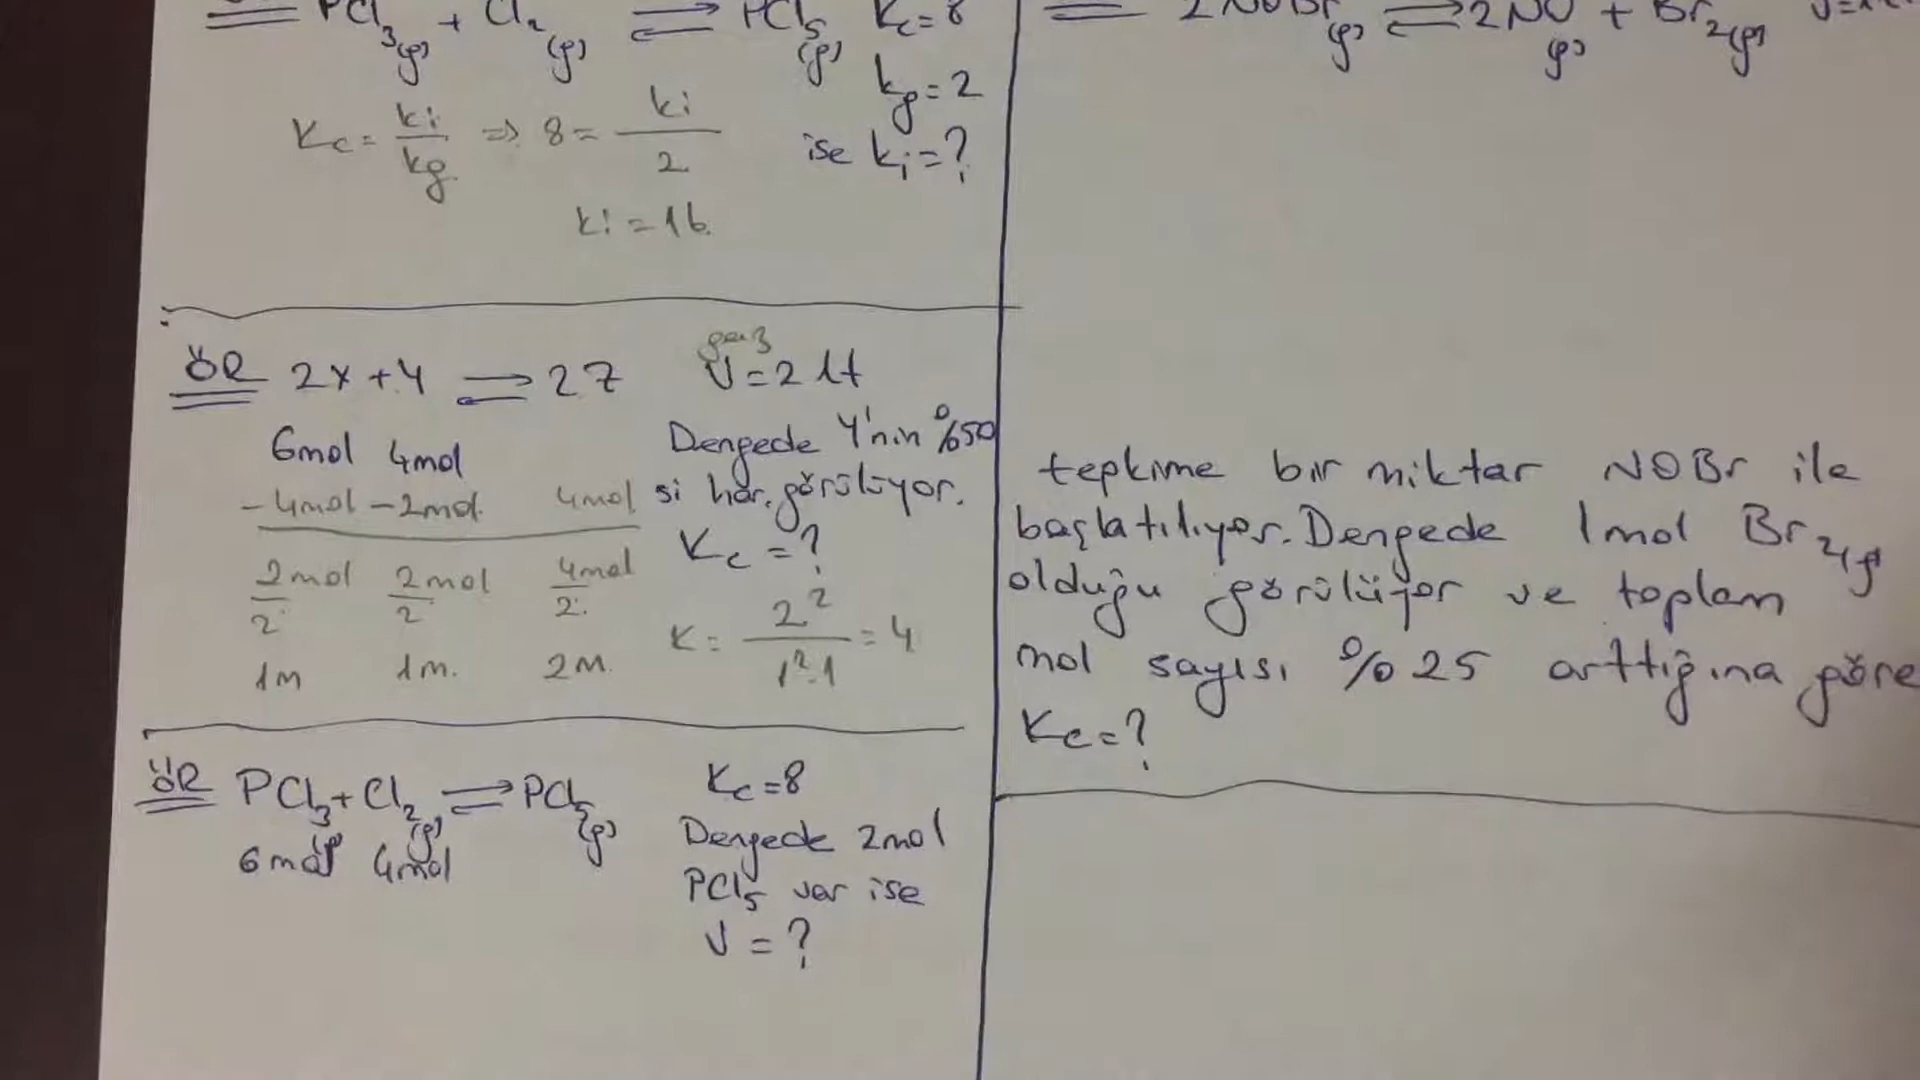 PCl3(g) + Cl2(g) ⇌ PCl5(g) Kc=8
kg=2
ise ki=?
Kc= ki/kg => 8= ki/2
ki=16.
ÖR 2X+Y ⇌ 2Z V=2 lt
6mol 4mol
-4mol -2mol. 4mol
2mol/2 2mol/2 4mol/2.
1M 1M. 2M.
Dengede Y'nin %50
si har. görülüyor.
Kc=?
K= 2²/1².1 =4
ÖR PCl3(g)+Cl2(g) ⇌ PCl5(g) Kc=8
6mol 4mol
Dengede 2mol
PCl5 var ise
V=?
2NOBr(g) ⇌ 2NO(g) + Br2(g)
tepkime bir miktar NOBr ile
başlatılıyor. Dengede 1mol Br2(g)
olduğu görülüyor ve toplam
mol sayısı %25 arttığına göre
Kc=?